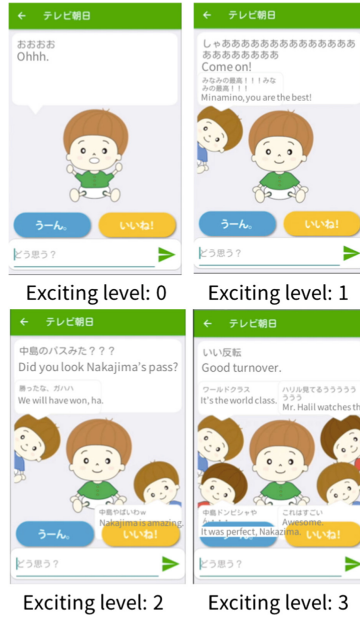 テレビ朝日
おおおお
Ohhh.
うーん。
いいね!
どう思う?
Exciting level: 0
テレビ朝日
しゃああああああああああああああ
あああああああああ
Come on!
みなみの最高!!!みな
みの最高!!!
Minamino, you are the best!
うーん。
いいね!
どう思う?
Exciting level: 1
テレビ朝日
中島のパスみた???
Did you look Nakajima's pass?
勝ったな、ガハハ
We will have won, ha.
中島やばいわw
Nakajima is amazing.
うーん。
いいね!
どう思う?
Exciting level: 2
テレビ朝日
いい反転
Good turnover.
ワールドクラス
It's the world class.
ハリル見てるううううう
ううう
Mr. Halil watches th
中島ドンピシャや
It was perfect, Nakazima.
これはすごい
Awesome.
いいね!
どう思う?
Exciting level: 3